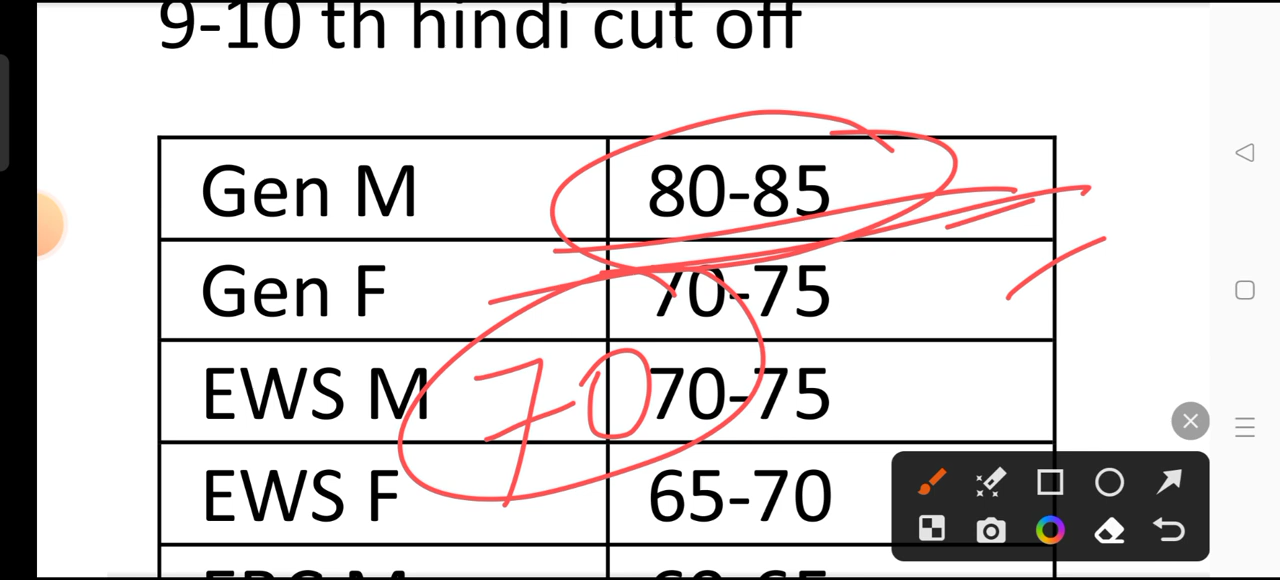 9-10 th hindi cut off
Gen M 80-85
Gen F 70-75
70
EWS M 70-75
EWS F 65-70